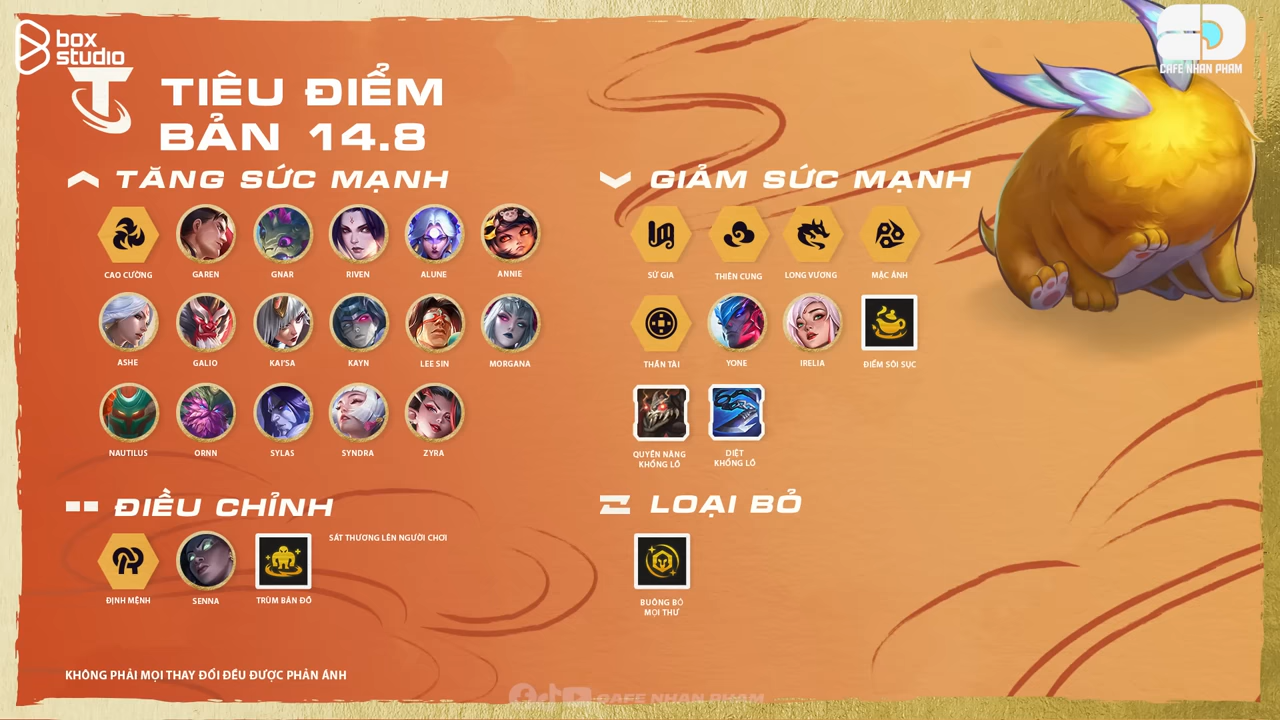 box
studio
CAFE NHAN PHAM
TIÊU ĐIỂM
BẢN 14.8
TĂNG SỨC MẠNH
CAO CƯỜNG
GAREN
GNAR
RIVEN
ALUNE
ANNIE
ASHE
GALIO
KAI'SA
KAYN
LEE SIN
MORGANA
NAUTILUS
ORNN
SYLAS
SYNDRA
ZYRA
GIẢM SỨC MẠNH
SỬ GIA
THIÊN CUNG
LONG VƯƠNG
MẶC ẢNH
THẦN TÀI
YONE
IRELIA
ĐIỂM SÔI SỤC
QUYỀN NĂNG
KHỔNG LỒ
DIỆT
KHỔNG LỒ
ĐIỀU CHỈNH
SÁT THƯƠNG LÊN NGƯỜI CHƠI
ĐỊNH MỆNH
SENNA
TRÙM BẢN ĐỒ
LOẠI BỎ
BUÔNG BỎ
MỌI THƯ
KHÔNG PHẢI MỌI THAY ĐỔI ĐỀU ĐƯỢC PHẢN ÁNH
CAFE NHAN PHAM